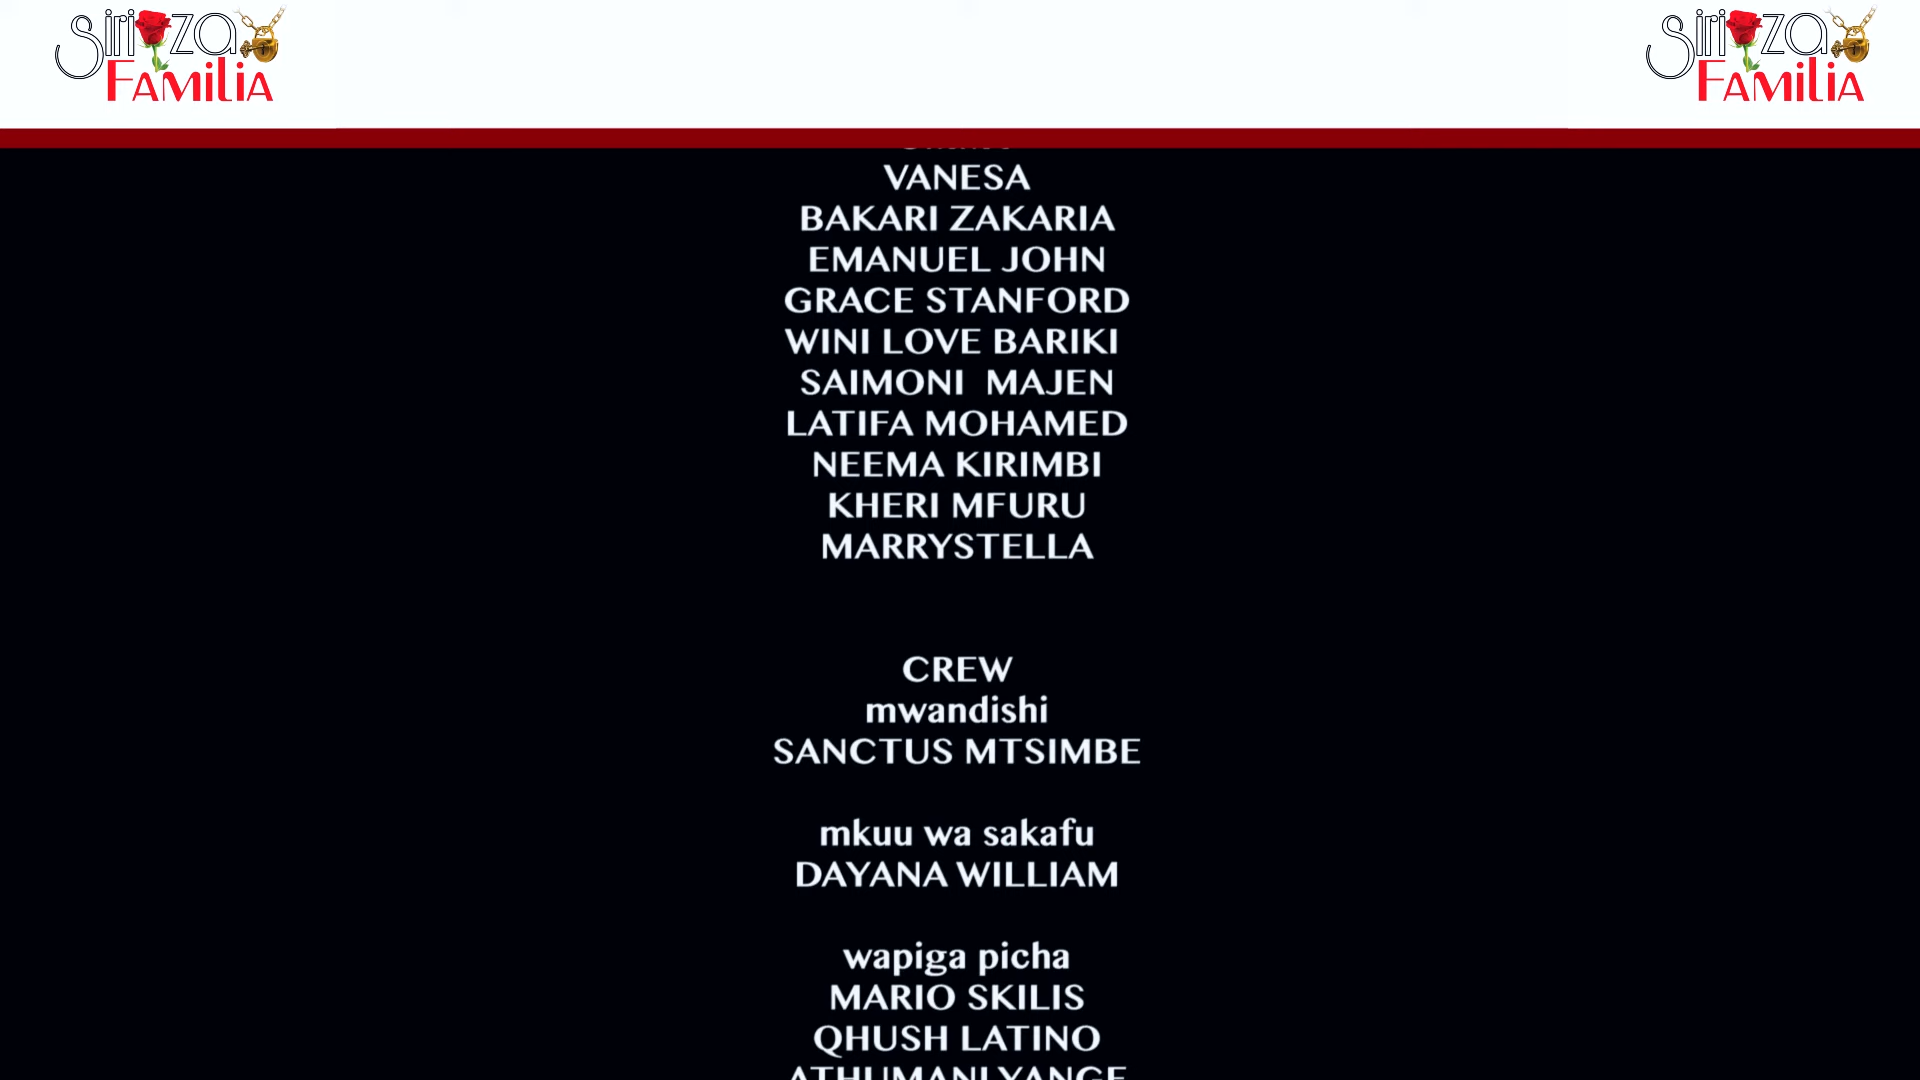 Siri za
Familia
Siri za
Familia
VANESA
BAKARI ZAKARIA
EMANUEL JOHN
GRACE STANFORD
WINI LOVE BARIKI
SAIMONI MAJEN
LATIFA MOHAMED
NEEMA KIRIMBI
KHERI MFURU
MARRYSTELLA
CREW
mwandishi
SANCTUS MTSIMBE
mkuu wa sakafu
DAYANA WILLIAM
wapiga picha
MARIO SKILIS
QHUSH LATINO
ATHUMANI YANGE